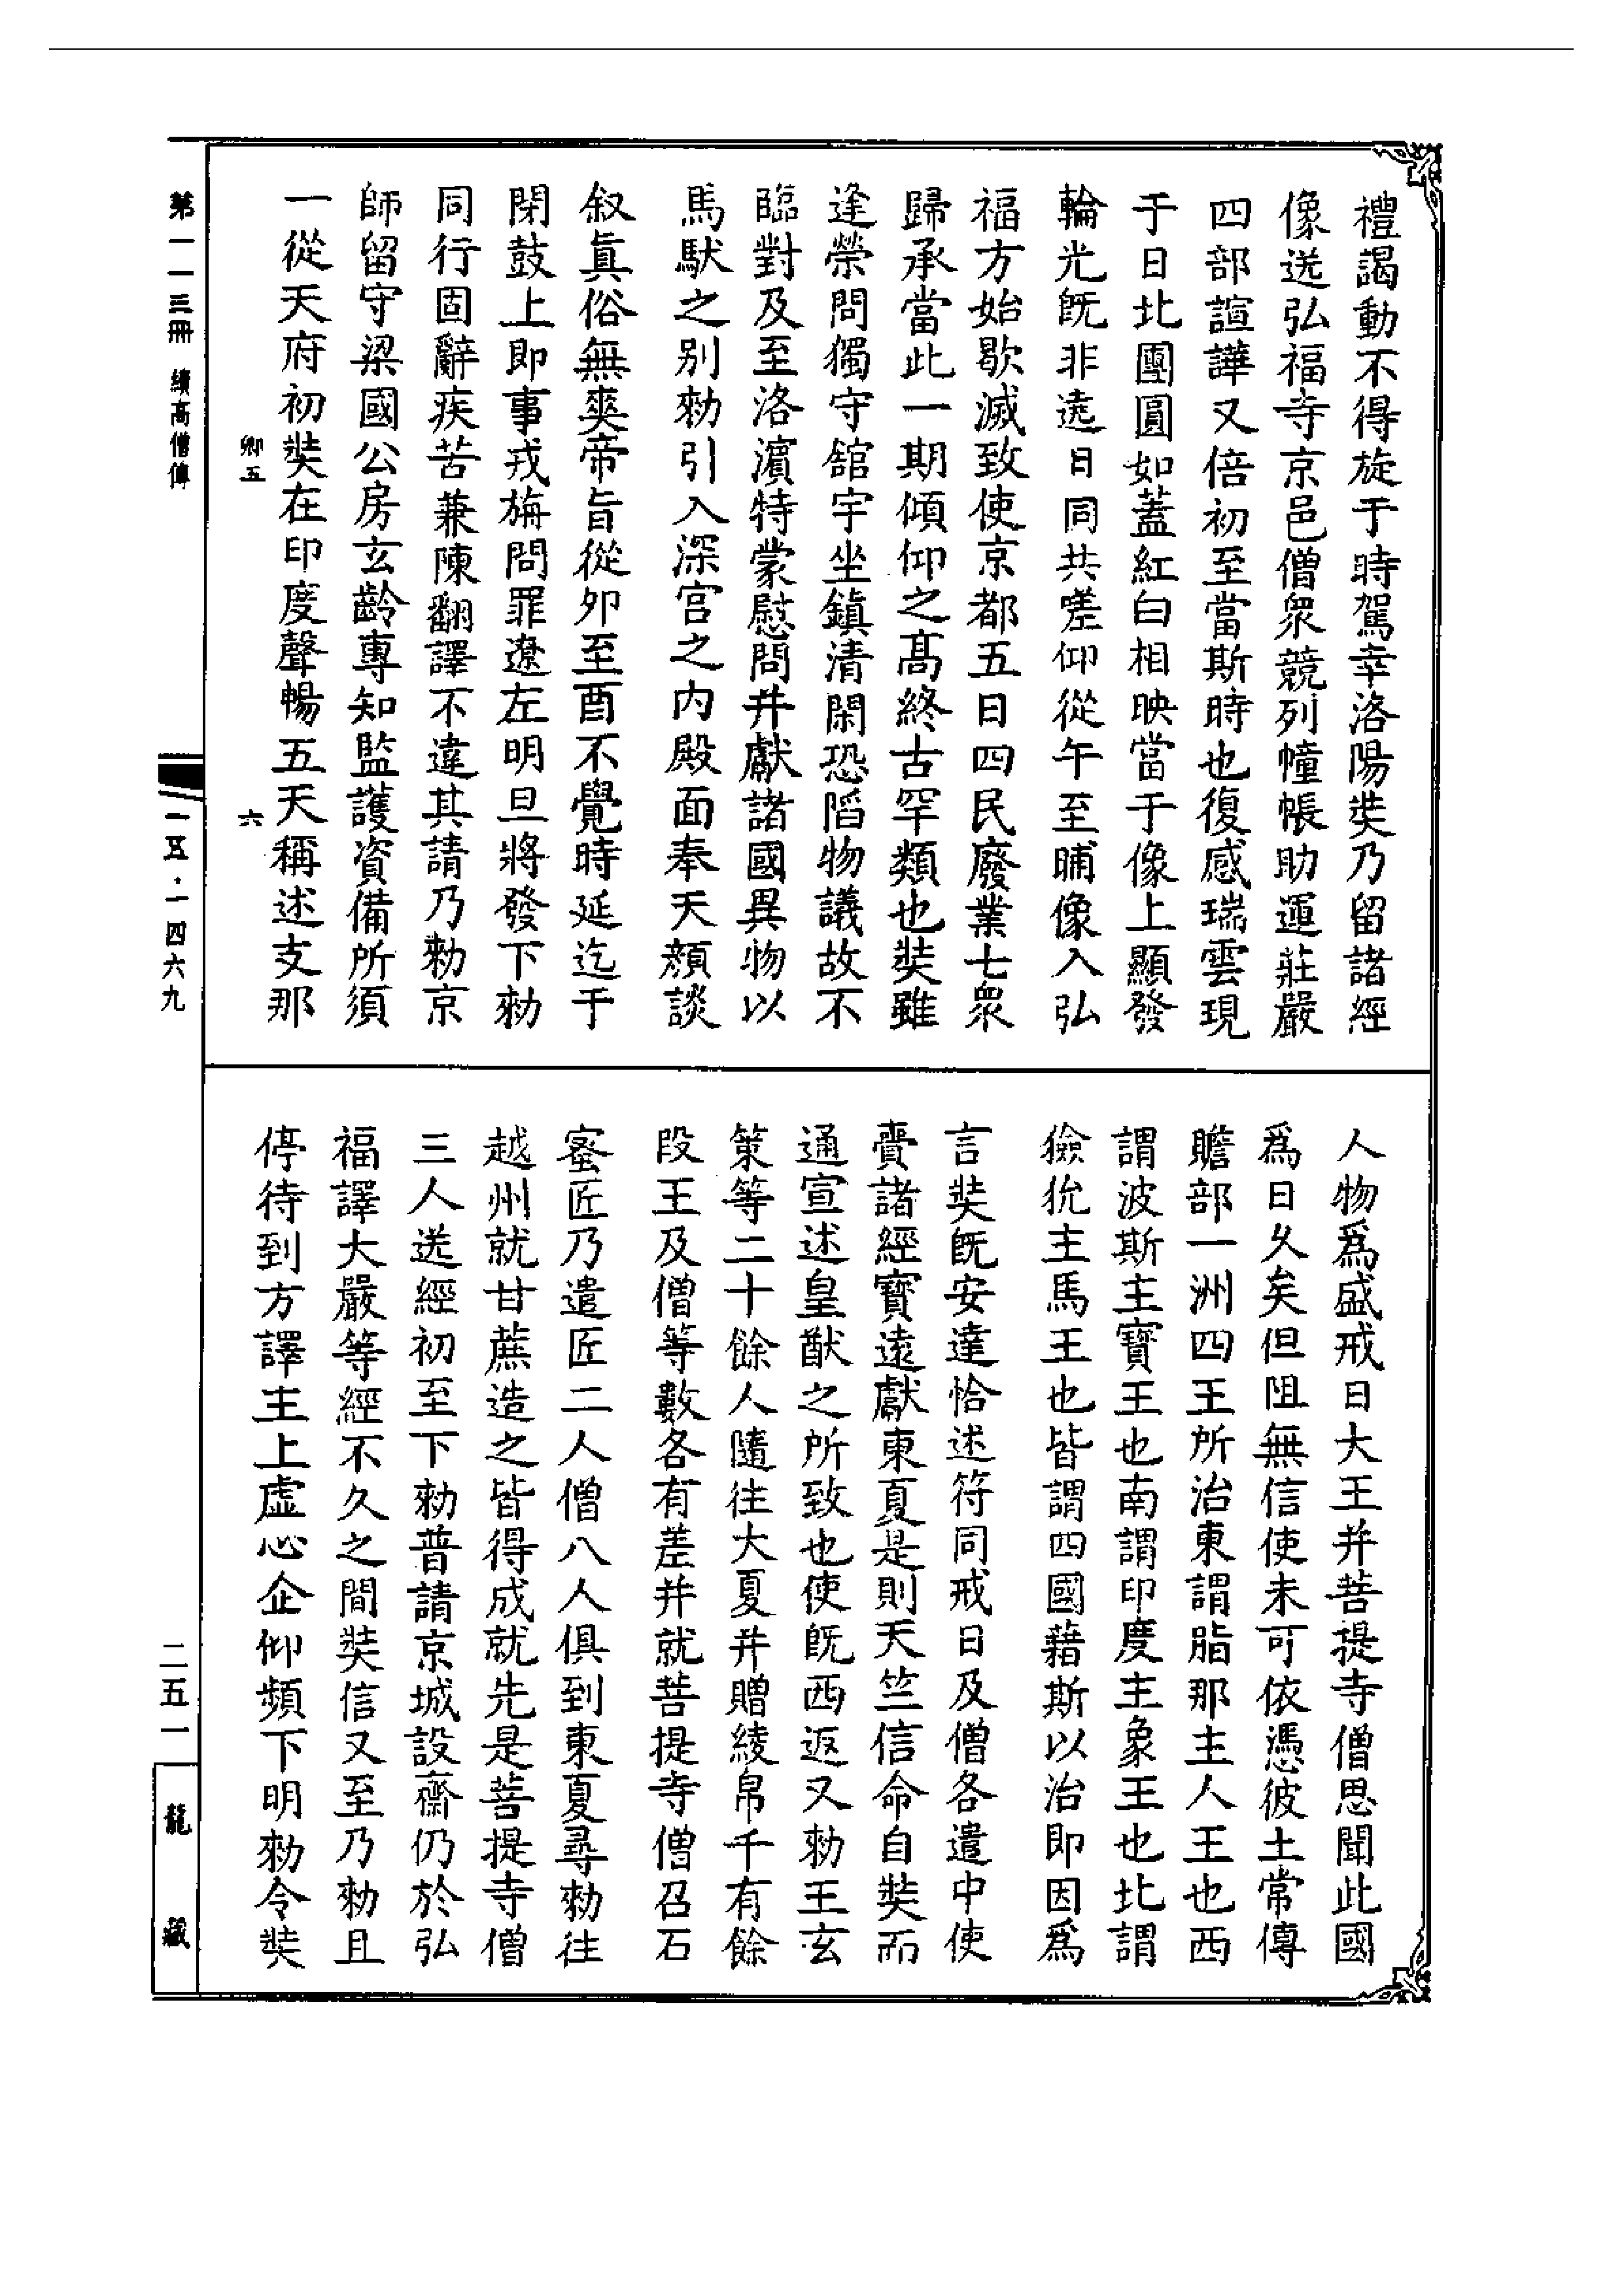 禮謁動不得旋于時駕幸洛陽奘乃留諸經
像送弘福寺京邑僧衆競列幢帳助運莊嚴
四部諠譁又倍初至當斯時也復感瑞雲現
于日北團圓如蓋紅白相映當于像上顯發
輪光旣非遶日同共嗟仰從午至晡像入弘
福方始歇滅致使京都五日四民廢業七衆
歸承當此一期傾仰之髙終古罕類也奘雖
逢榮問獨守舘宇坐鎮清閑恐陷物議故不
臨對及至洛濵特蒙慰問并獻諸國異物以
馬馱之别勑引入深宫之内殿面奉天顔談
叙眞俗無爽帝旨從夘至酉不覺時延迄于
閉鼓上即事戎旃問罪遼左明旦將發下勑
同行固辭疾苦兼陳翻譯不違其請乃勑京
師留守梁國公房玄齡專知監護資備所須
一從天府初奘在印度聲暢五天稱述支那
人物爲盛戒日大王并菩提寺僧思聞此國
爲日久矣但阻無信使未可依憑彼土常傳
贍部一洲四王所治東謂脂那主人王也西
謂波斯主寶王也南謂印度主象王也北謂
獫狁主馬王也皆謂四國藉斯以治即因爲
言奘旣安達恰述符同戒日及僧各遣中使
賷諸經寶遠獻東夏是則天竺信命自奘而
通宣述皇猷之所致也使旣西返又勑王玄
策等二十餘人隨往大夏并贈綾帛千有餘
段王及僧等數各有差并就菩提寺僧召石
蜜匠乃遣匠二人僧八人俱到東夏尋勑往
越州就甘蔗造之皆得成就先是菩提寺僧
三人送經初至下勑普請京城設齋仍於弘
福譯大嚴等經不久之間奘信又至乃勑且
停待到方譯主上虛心企仰頻下明勑令奘
卿五
六
第一一三冊 續高僧傳
一五·一四六九
二五一
龍藏